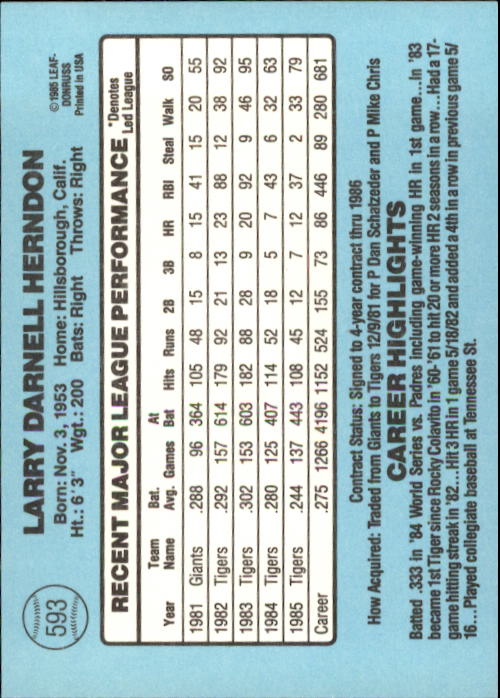 593
LARRY DARNELL HERNDON
Born: Nov. 3, 1953 Home: Hillsborough, Calif.
Ht.: 6' 3" Wgt.: 200 Bats: Right Throws: Right
©1985 LEAF-
DONRUSS
Printed in USA
RECENT MAJOR LEAGUE PERFORMANCE *Denotes
Led League
Year Team Name Bat. Avg. Games At Bat Hits Runs 2B 3B HR RBI Steal Walk SO
1981 Giants .288 96 364 105 48 15 8 15 41 15 20 55
1982 Tigers .292 157 614 179 92 21 13 23 88 12 38 92
1983 Tigers .302 153 603 182 88 28 9 20 92 9 46 95
1984 Tigers .280 125 407 114 52 18 5 7 43 6 32 63
1985 Tigers .244 137 443 108 45 12 7 12 37 2 33 79
Career .275 1266 4196 1152 524 155 73 86 446 89 280 681
Contract Status: Signed to 4-year contract thru 1986
How Acquired: Traded from Giants to Tigers 12/9/81 for P Dan Schatzeder and P Mike Chris
CAREER HIGHLIGHTS
Batted .333 in '84 World Series vs. Padres including game-winning HR in 1st game...In '83
became 1st Tiger since Rocky Colavito in '60-'61 to hit 20 or more HR 2 seasons in a row...Had a 17-
game hitting streak in '82...Hit 3 HR in 1 game 5/18/82 and added a 4th in a row in previous game 5/
16...Played collegiate baseball at Tennessee St.